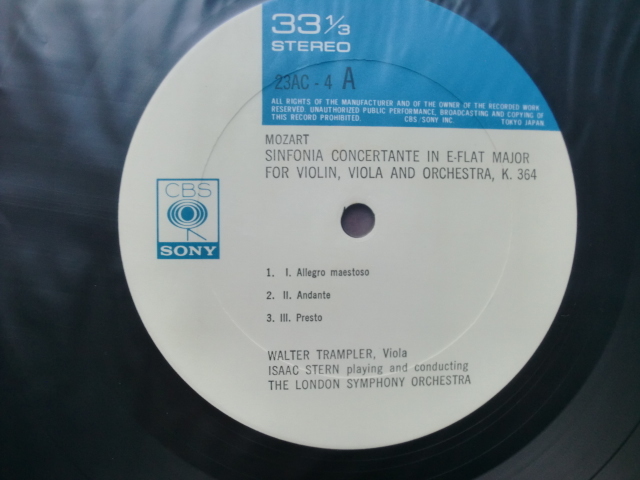 33 1/3
STEREO
23AC - 4 A
ALL RIGHTS OF THE MANUFACTURER AND OF THE OWNER OF THE RECORDED WORK
RESERVED. UNAUTHORIZED PUBLIC PERFORMANCE, BROADCASTING AND COPYING OF
THIS RECORD PROHIBITED. CBS/SONY INC. TOKYO JAPAN
MOZART
SINFONIA CONCERTANTE IN E-FLAT MAJOR
FOR VIOLIN, VIOLA AND ORCHESTRA, K. 364
CBS
SONY
1. I. Allegro maestoso
2. II. Andante
3. III. Presto
WALTER TRAMPLER, Viola
ISAAC STERN playing and conducting
THE LONDON SYMPHONY ORCHESTRA